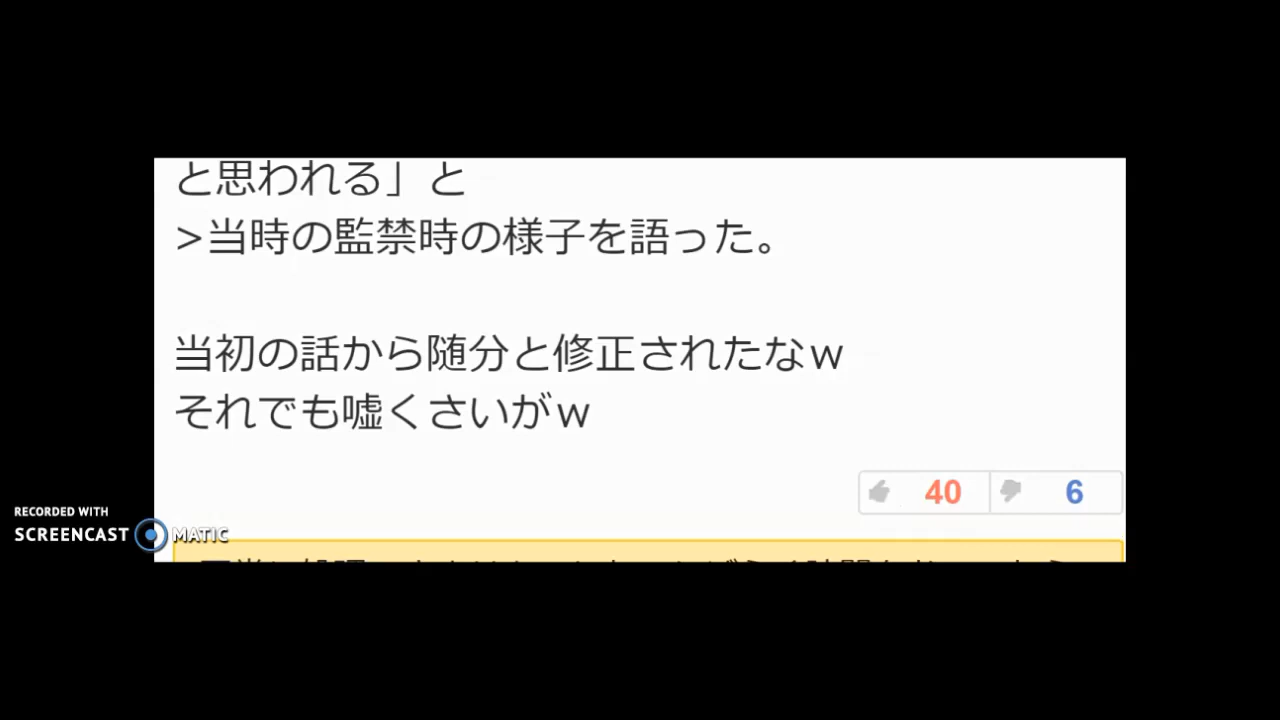 と思われる」と
>当時の監禁時の様子を語った。
当初の話から随分と修正されたなw
それでも嘘くさいがw
40
6
RECORDED WITH
SCREENCAST MATIC